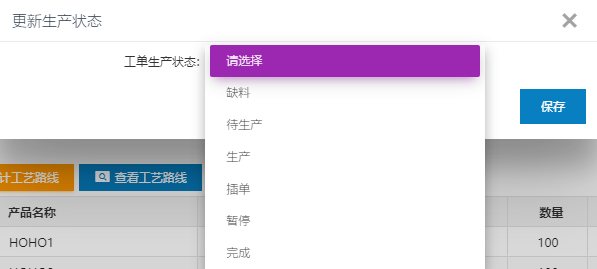 更新生产状态
工单生产状态:
请选择
缺料
待生产
生产
插单
暂停
完成
保存
计工艺路线
查看工艺路线
产品名称
数量
HOHO1
100